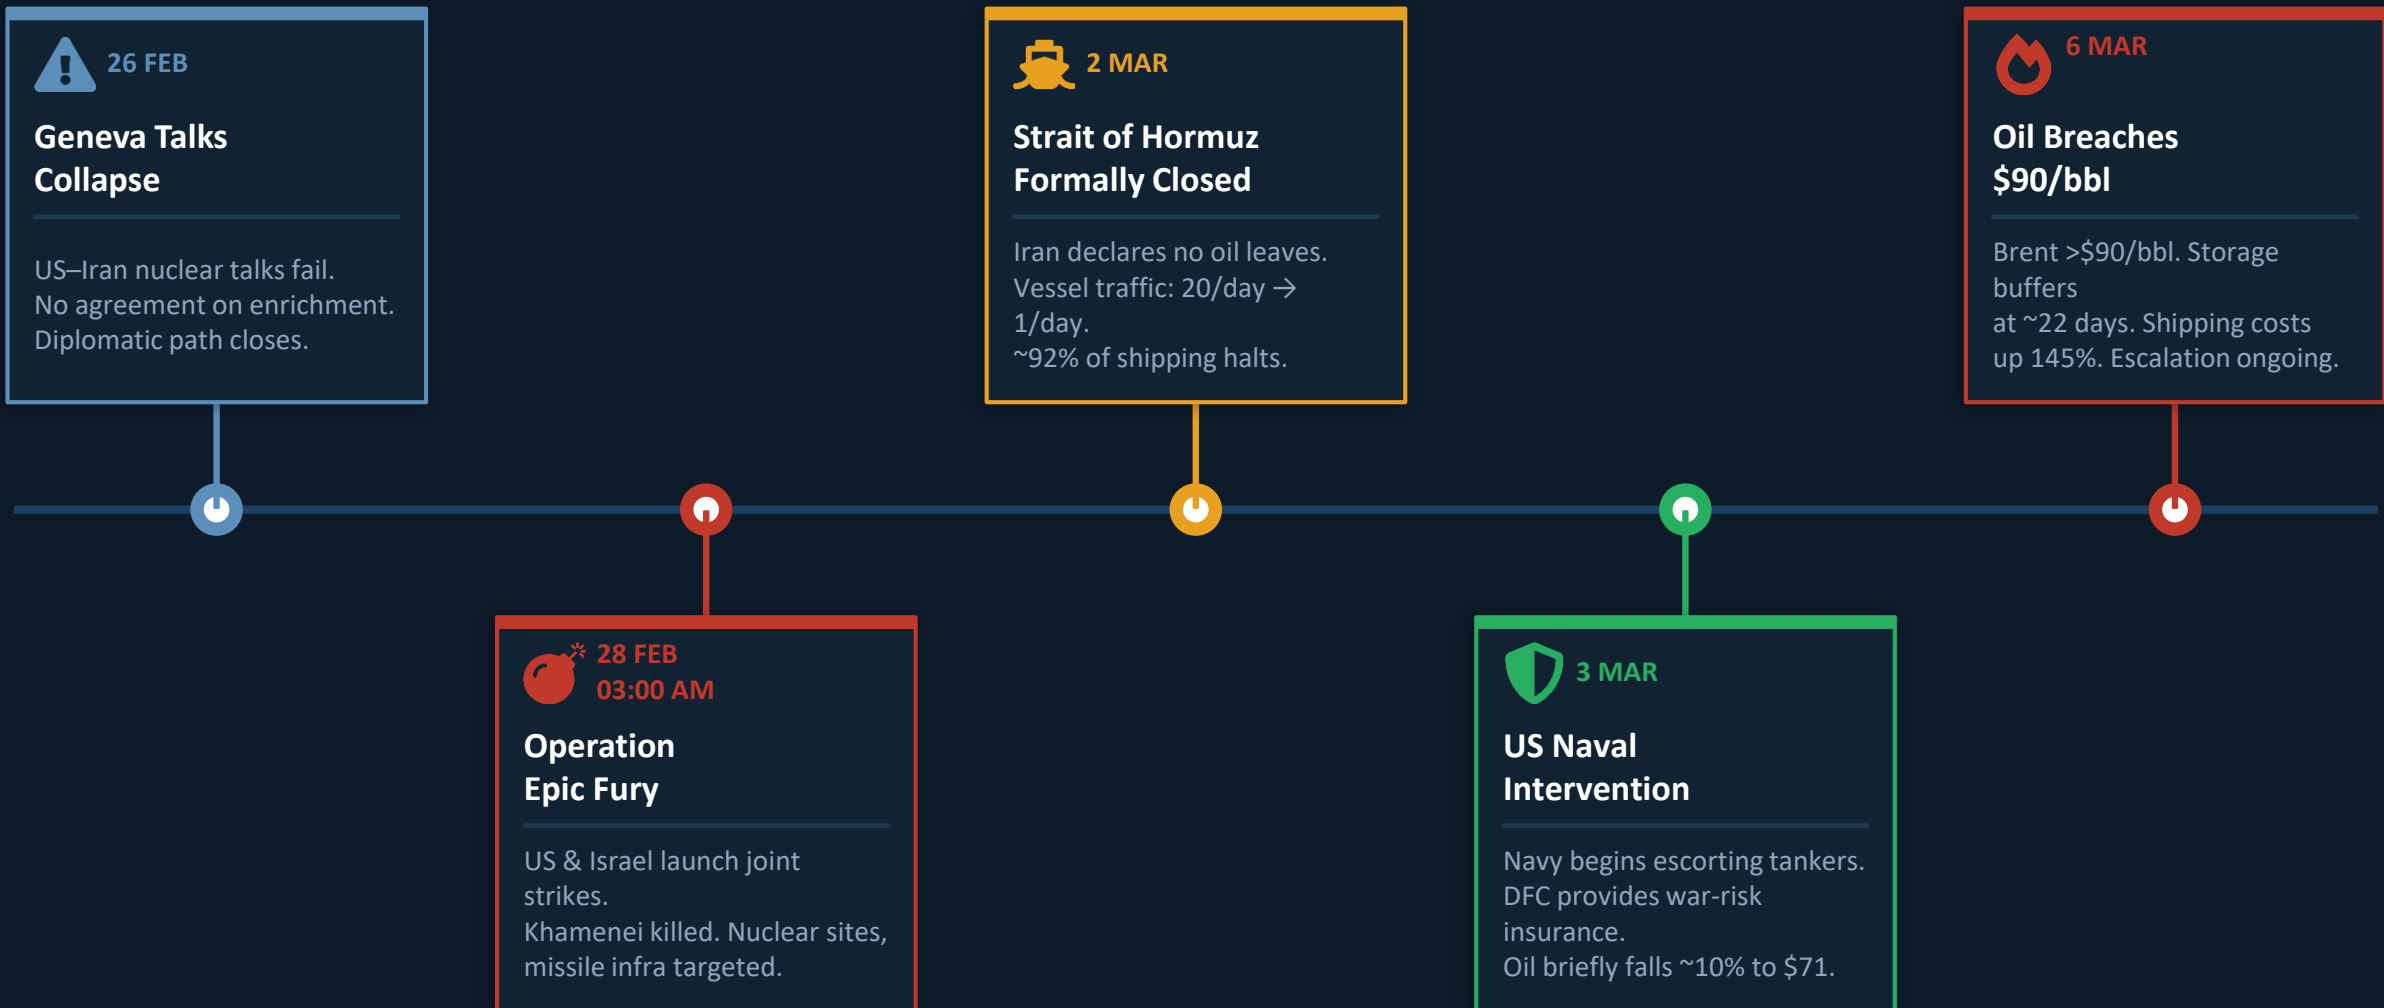 26 FEB
Geneva Talks
Collapse
US–Iran nuclear talks fail.
No agreement on enrichment.
Diplomatic path closes.
28 FEB
03:00 AM
Operation
Epic Fury
US & Israel launch joint
strikes.
Khamenei killed. Nuclear sites,
missile infra targeted.
2 MAR
Strait of Hormuz
Formally Closed
Iran declares no oil leaves.
Vessel traffic: 20/day →
1/day.
~92% of shipping halts.
3 MAR
US Naval
Intervention
Navy begins escorting tankers.
DFC provides war-risk
insurance.
Oil briefly falls ~10% to $71.
6 MAR
Oil Breaches
$90/bbl
Brent >$90/bbl. Storage
buffers
at ~22 days. Shipping costs
up 145%. Escalation ongoing.